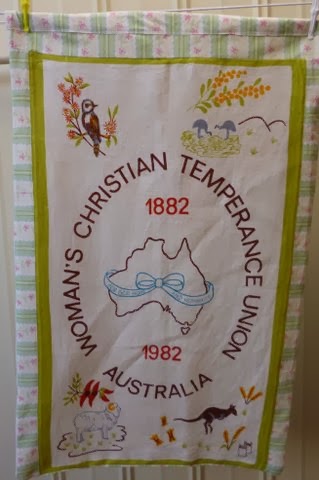 WOMAN'S CHRISTIAN TEMPERANCE UNION
1882
1982
AUSTRALIA